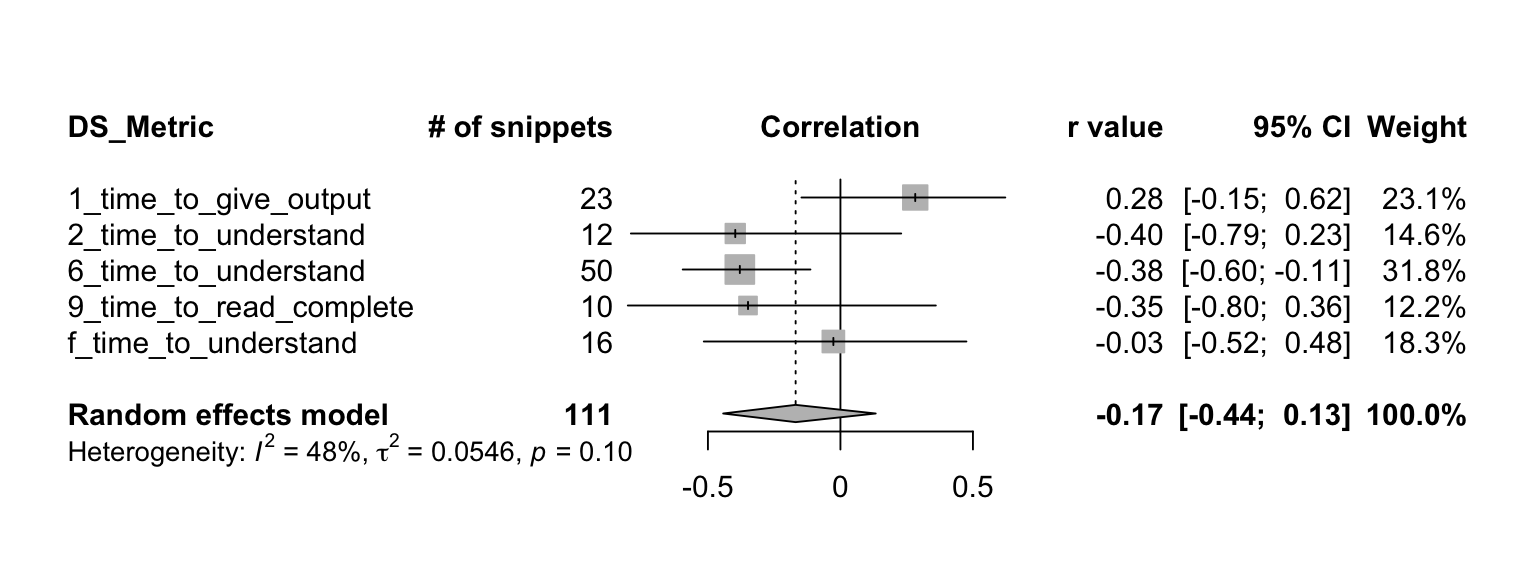 DS_Metric # of snippets Correlation r value 95% CI Weight
1_time_to_give_output 23 0.28 [-0.15; 0.62] 23.1%
2_time_to_understand 12 -0.40 [-0.79; 0.23] 14.6%
6_time_to_understand 50 -0.38 [-0.60; -0.11] 31.8%
9_time_to_read_complete 10 -0.35 [-0.80; 0.36] 12.2%
f_time_to_understand 16 -0.03 [-0.52; 0.48] 18.3%
Random effects model 111 -0.17 [-0.44; 0.13] 100.0%
Heterogeneity: I² = 48%, τ² = 0.0546, p = 0.10
-0.5 0 0.5